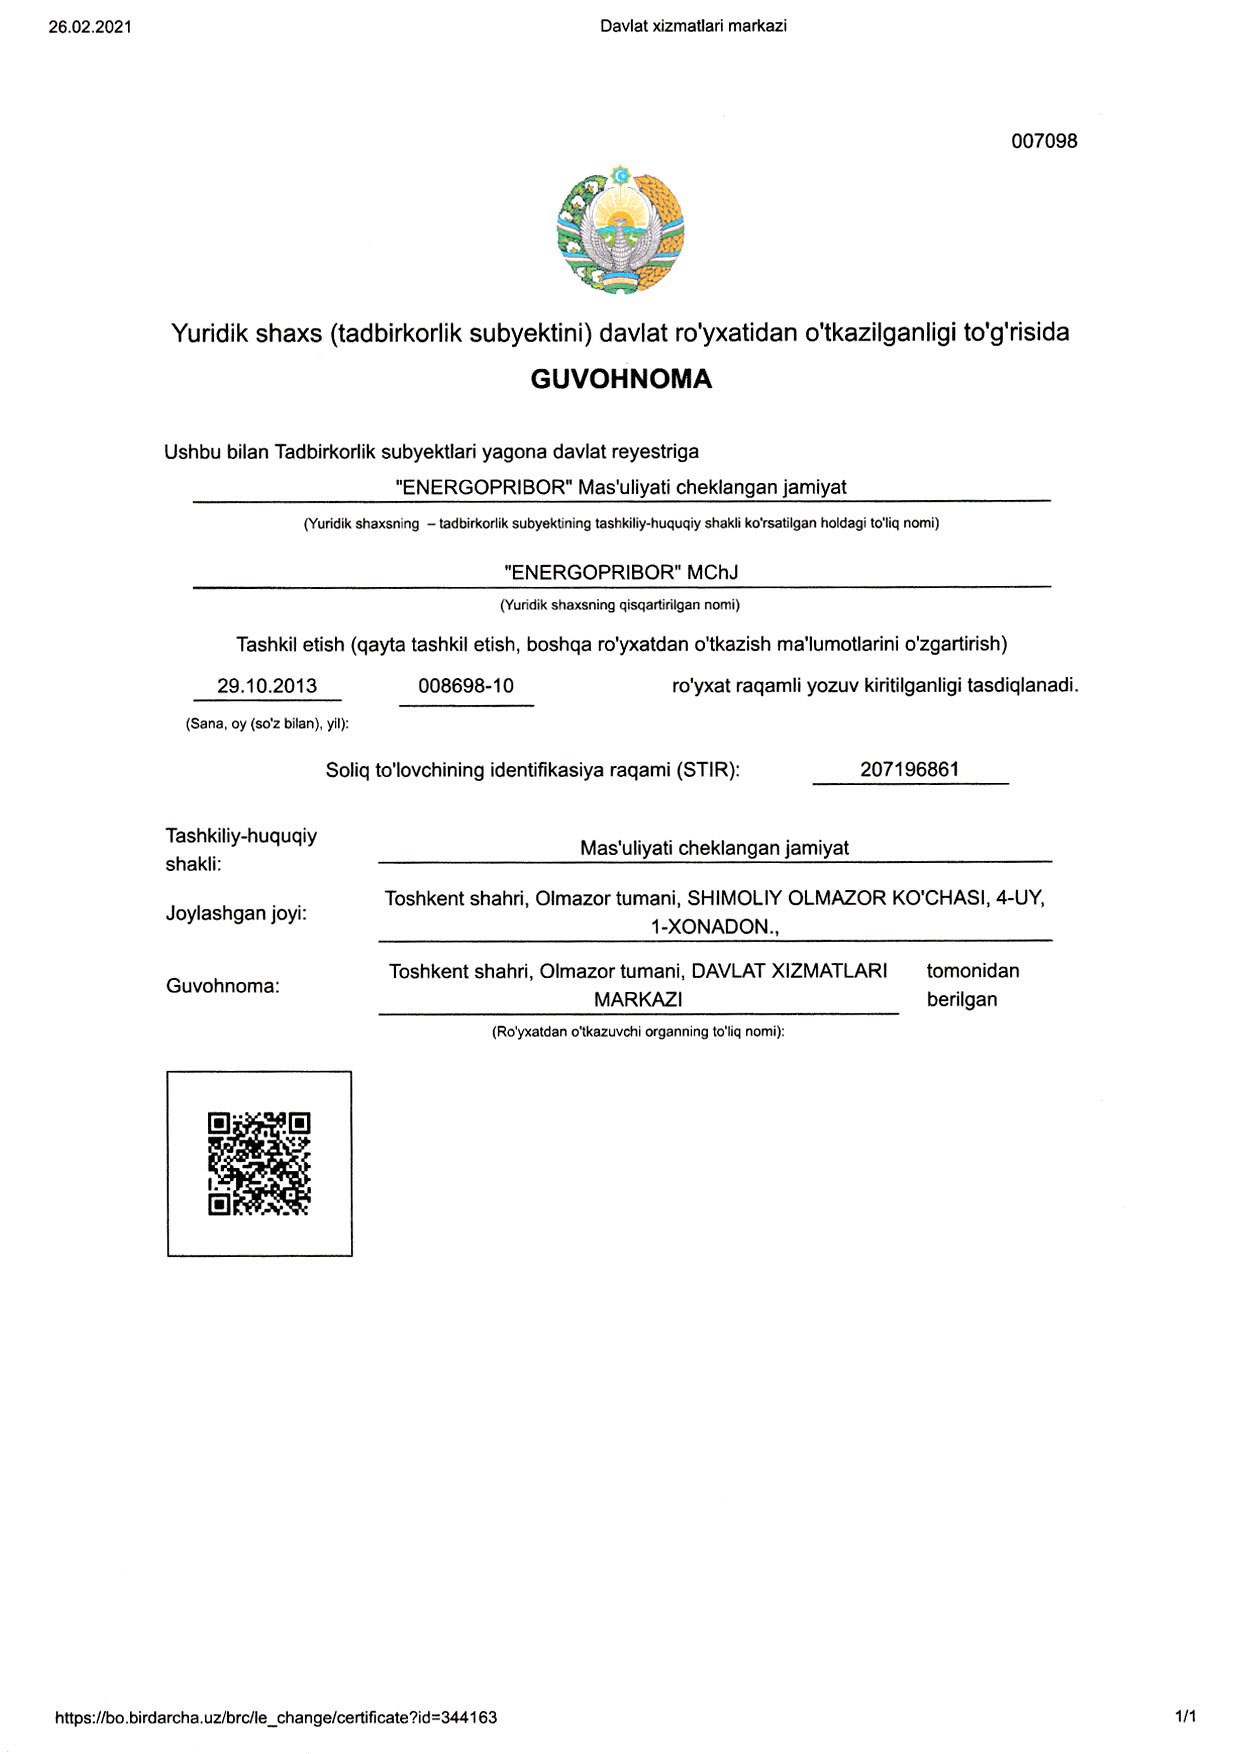 26.02.2021
Davlat xizmatlari markazi
007098
Yuridik shaxs (tadbirkorlik subyektini) davlat ro'yxatidan o'tkazilganligi to'g'risida
GUVOHNOMA
Ushbu bilan Tadbirkorlik subyektlari yagona davlat reyestriga
"ENERGOPRIBOR" Mas'uliyati cheklangan jamiyat
(Yuridik shaxsning – tadbirkorlik subyektining tashkiliy-huquqiy shakli ko'rsatilgan holdagi to'liq nomi)
"ENERGOPRIBOR" MChJ
(Yuridik shaxsning qisqartirilgan nomi)
Tashkil etish (qayta tashkil etish, boshqa ro'yxatdan o'tkazish ma'lumotlarini o'zgartirish)
29.10.2013 008698-10 ro'yxat raqamli yozuv kiritilganligi tasdiqlanadi.
(Sana, oy (so'z bilan), yil):
Soliq to'lovchining identifikasiya raqami (STIR): 207196861
Tashkiliy-huquqiy
shakli:
Mas'uliyati cheklangan jamiyat
Joylashgan joyi:
Toshkent shahri, Olmazor tumani, SHIMOLIY OLMAZOR KO'CHASI, 4-UY,
1-XONADON.,
Guvohnoma:
Toshkent shahri, Olmazor tumani, DAVLAT XIZMATLARI
MARKAZI
tomonidan
berilgan
(Ro'yxatdan o'tkazuvchi organning to'liq nomi):
https://bo.birdarcha.uz/brc/le_change/certificate?id=344163
1/1